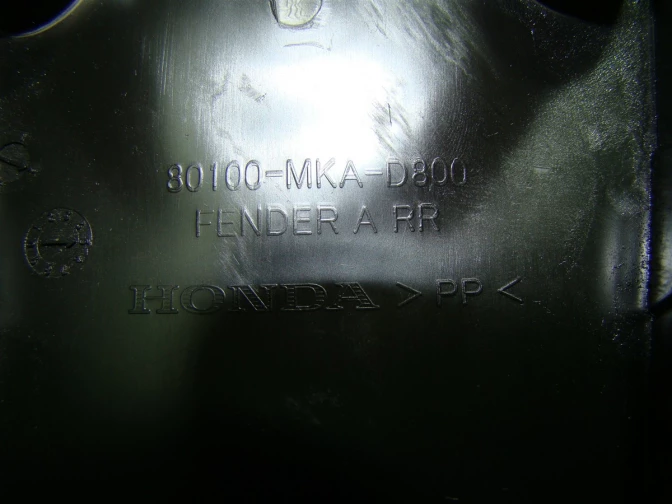 80100-MKA-D800
FENDER A RR
HONDA >PP<